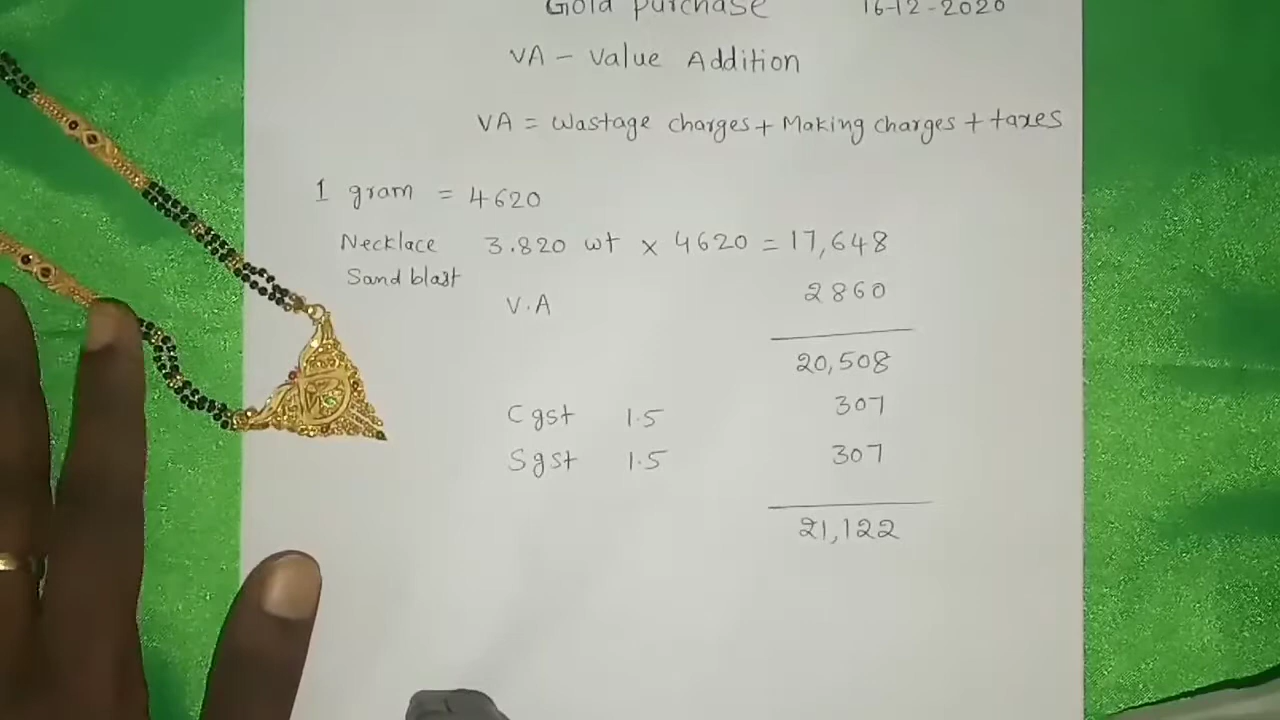 Gold Purchase 16-12-2020
VA - Value Addition
VA = Wastage charges + Making charges + taxes
1 gram = 4620
Necklace 3.820 wt x 4620 = 17,648
Sand blast
V.A 2860
20,508
Cgst 1.5 307
Sgst 1.5 307
21,122